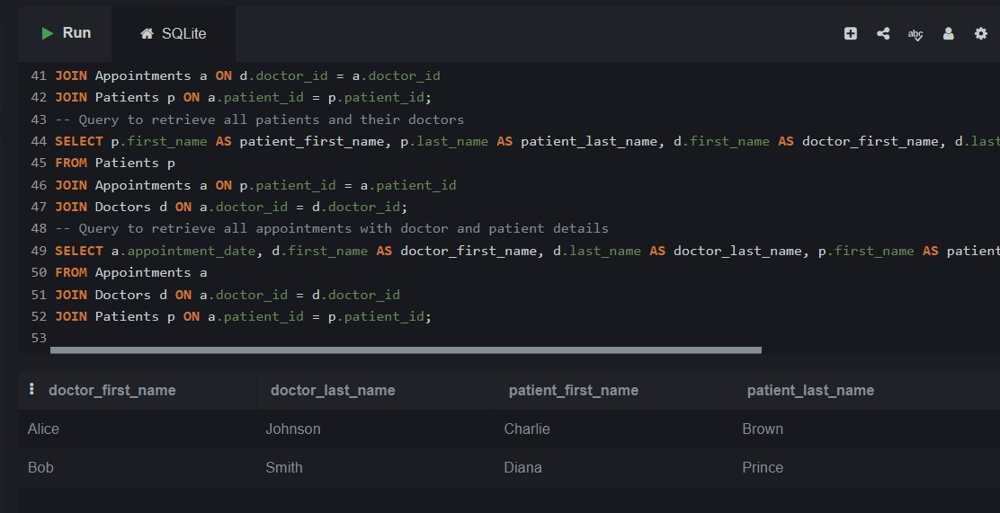 Run SQLite abc
41 JOIN Appointments a ON d.doctor_id = a.doctor_id
42 JOIN Patients p ON a.patient_id = p.patient_id;
43 -- Query to retrieve all patients and their doctors
44 SELECT p.first_name AS patient_first_name, p.last_name AS patient_last_name, d.first_name AS doctor_first_name, d.last
45 FROM Patients p
46 JOIN Appointments a ON p.patient_id = a.patient_id
47 JOIN Doctors d ON a.doctor_id = d.doctor_id;
48 -- Query to retrieve all appointments with doctor and patient details
49 SELECT a.appointment_date, d.first_name AS doctor_first_name, d.last_name AS doctor_last_name, p.first_name AS patient
50 FROM Appointments a
51 JOIN Doctors d ON a.doctor_id = d.doctor_id
52 JOIN Patients p ON a.patient_id = p.patient_id;
53
doctor_first_name doctor_last_name patient_first_name patient_last_name
Alice Johnson Charlie Brown
Bob Smith Diana Prince